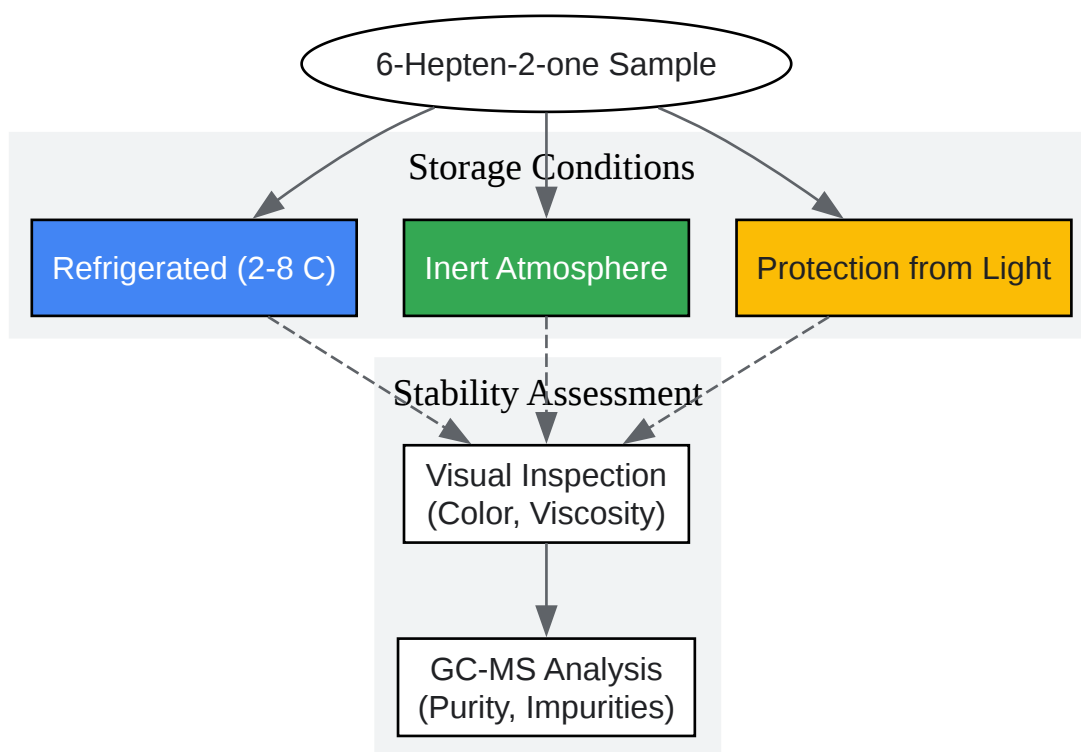 6-Hepten-2-one Sample
Storage Conditions
Refrigerated (2-8 C)
Inert Atmosphere
Protection from Light
Stability Assessment
Visual Inspection
(Color, Viscosity)
GC-MS Analysis
(Purity, Impurities)